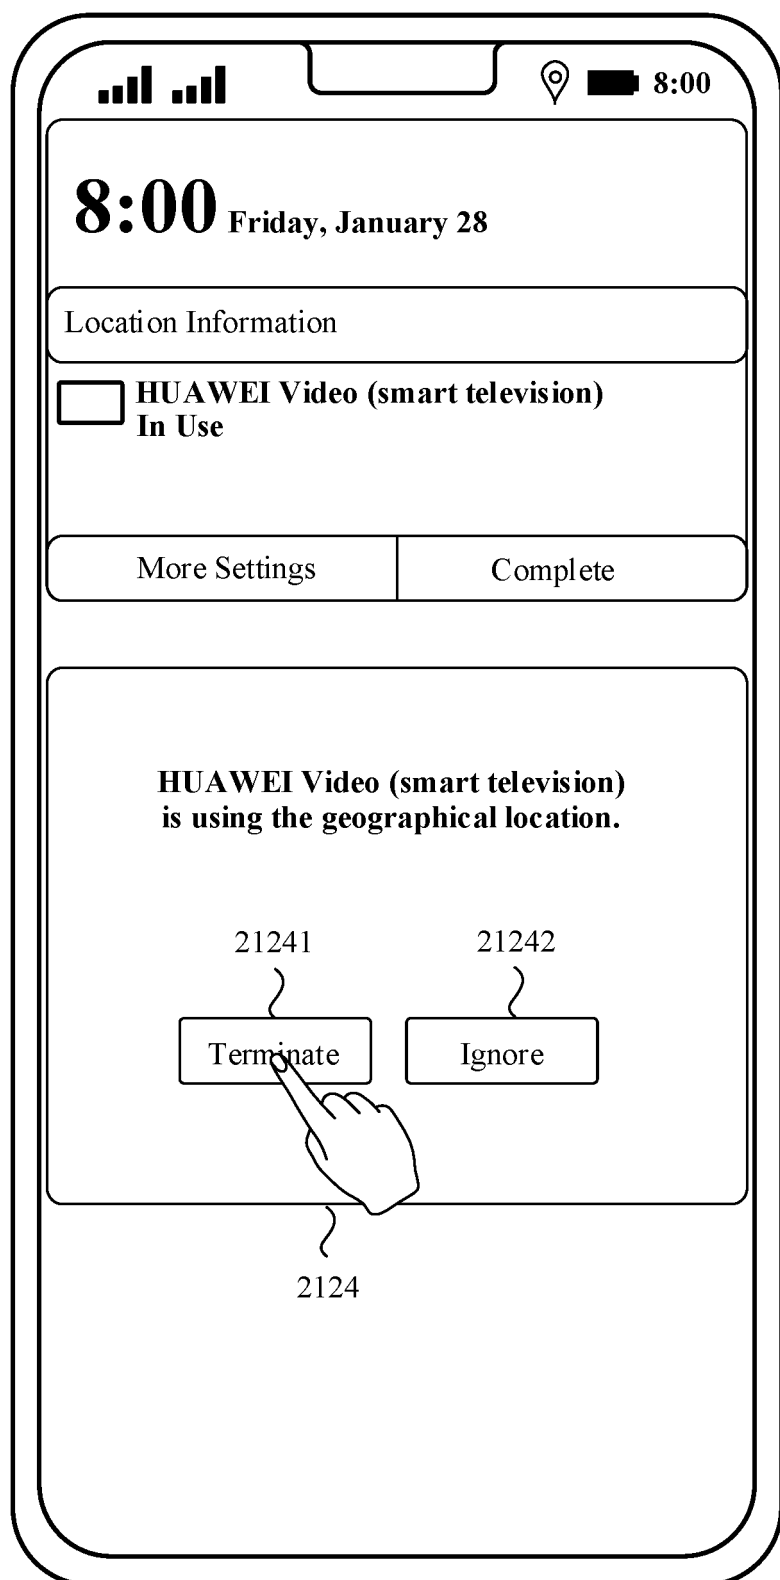 8:00
8:00 Friday, January 28
Location Information
HUAWEI Video (smart television)
In Use
More Settings Complete
HUAWEI Video (smart television)
is using the geographical location.
21241 21242
Terminate Ignore
2124